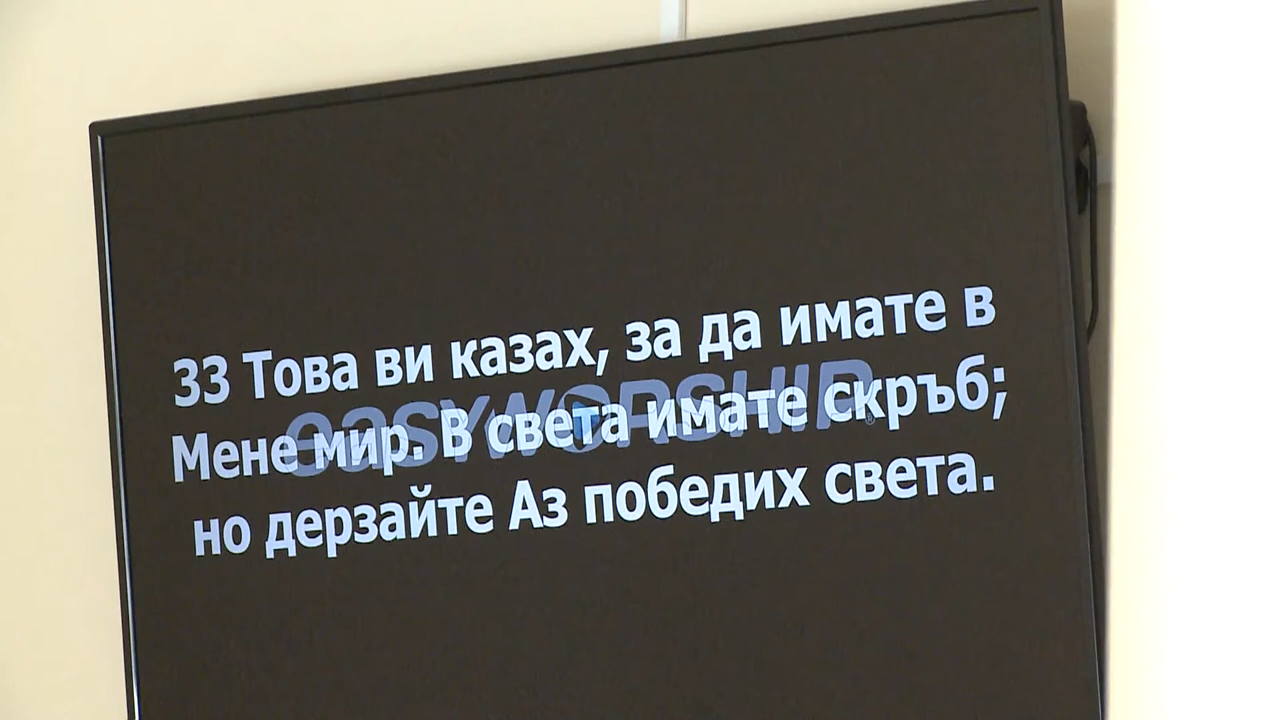 33 Това ви казах, за да имате в
Мене мир. В света имате скръб;
но дерзайте Аз победих света.
easyWORSHIP®